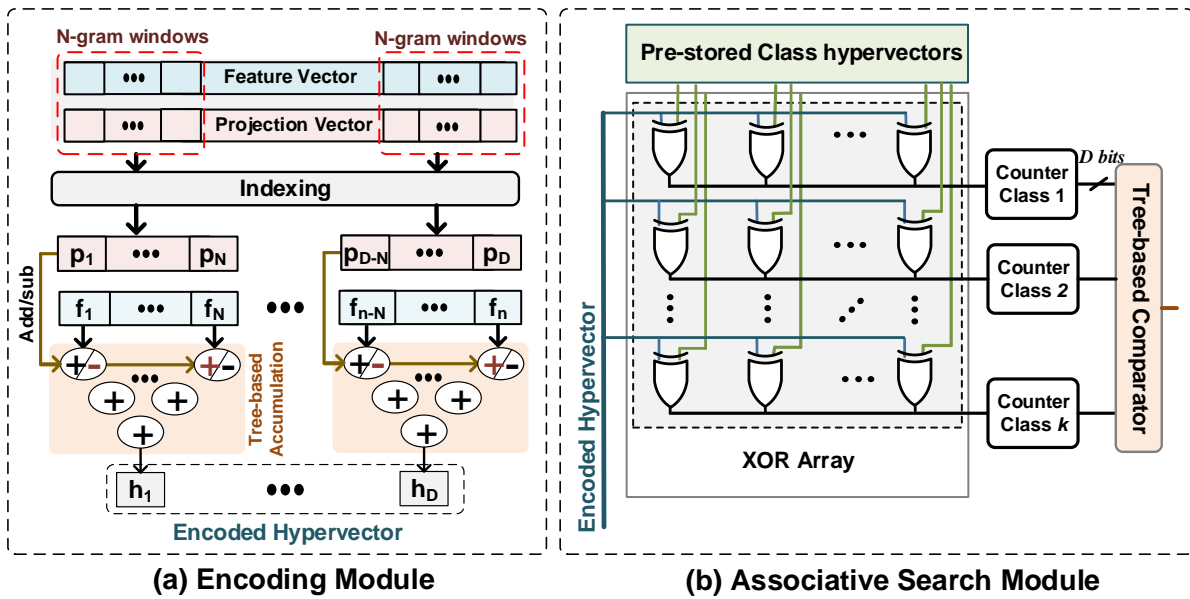 N-gram windows
N-gram windows
••• Feature Vector •••
••• Projection Vector •••
Indexing
p1 ••• pN
pD-N ••• pD
Add/sub
f1 ••• fN
•••
fn-N ••• fn
+/- ••• +/-
+/- ••• +/-
+ +
+ +
+
+
Tree-based
Accumulation
h1 ••• hD
Encoded Hypervector
(a) Encoding Module
Pre-stored Class hypervectors
•••
•••
•••
Encoded Hypervector
XOR Array
Counter
Class 1
D bits
Counter
Class 2
Counter
Class k
Tree-based Comparator
(b) Associative Search Module